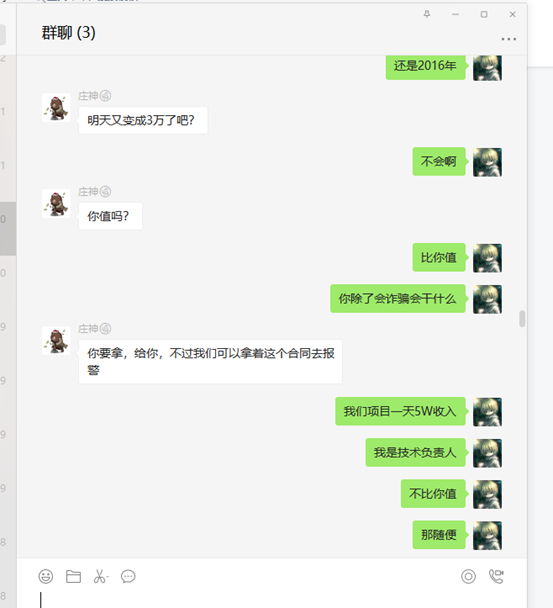 群聊 (3)
还是2016年
庄神④
明天又变成3万了吧?
不会啊
庄神④
你值吗?
比你值
你除了会诈骗会干什么
庄神④
你要拿，给你，不过我们可以拿着这个合同去报
警
我们项目一天5W收入
我是技术负责人
不比你值
那随便